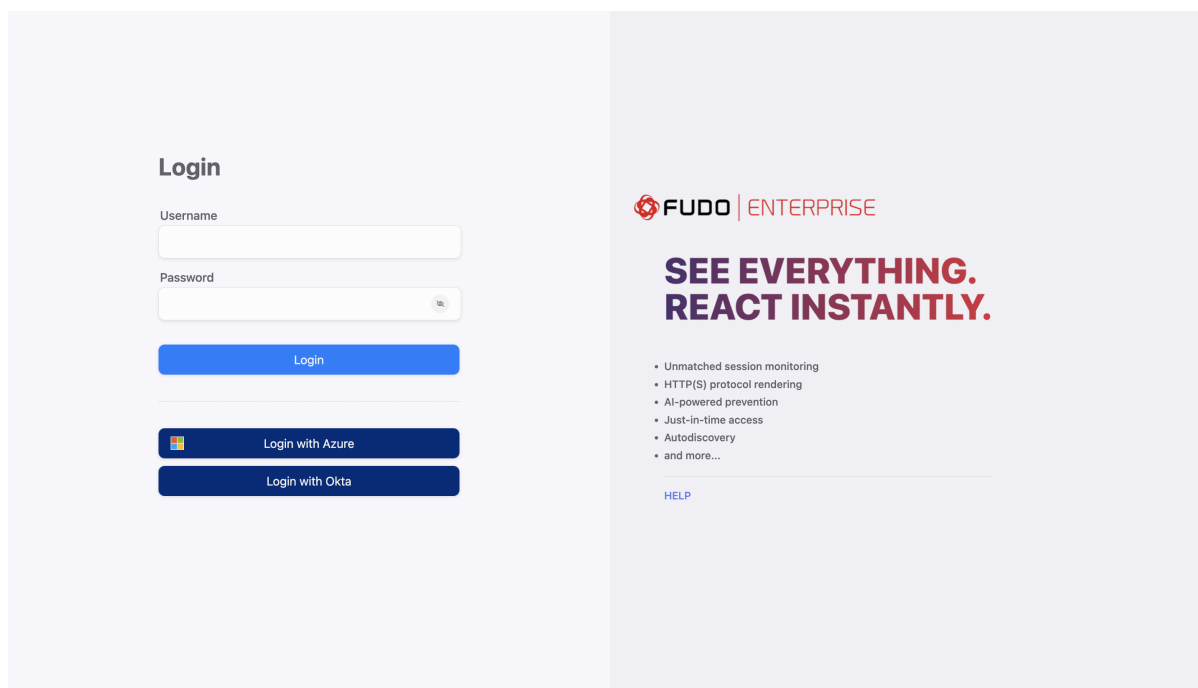 Login
Username
Password
Login
Login with Azure
Login with Okta
FUDO | ENTERPRISE
SEE EVERYTHING.
REACT INSTANTLY.
• Unmatched session monitoring
• HTTP(S) protocol rendering
• AI-powered prevention
• Just-in-time access
• Autodiscovery
• and more...
HELP